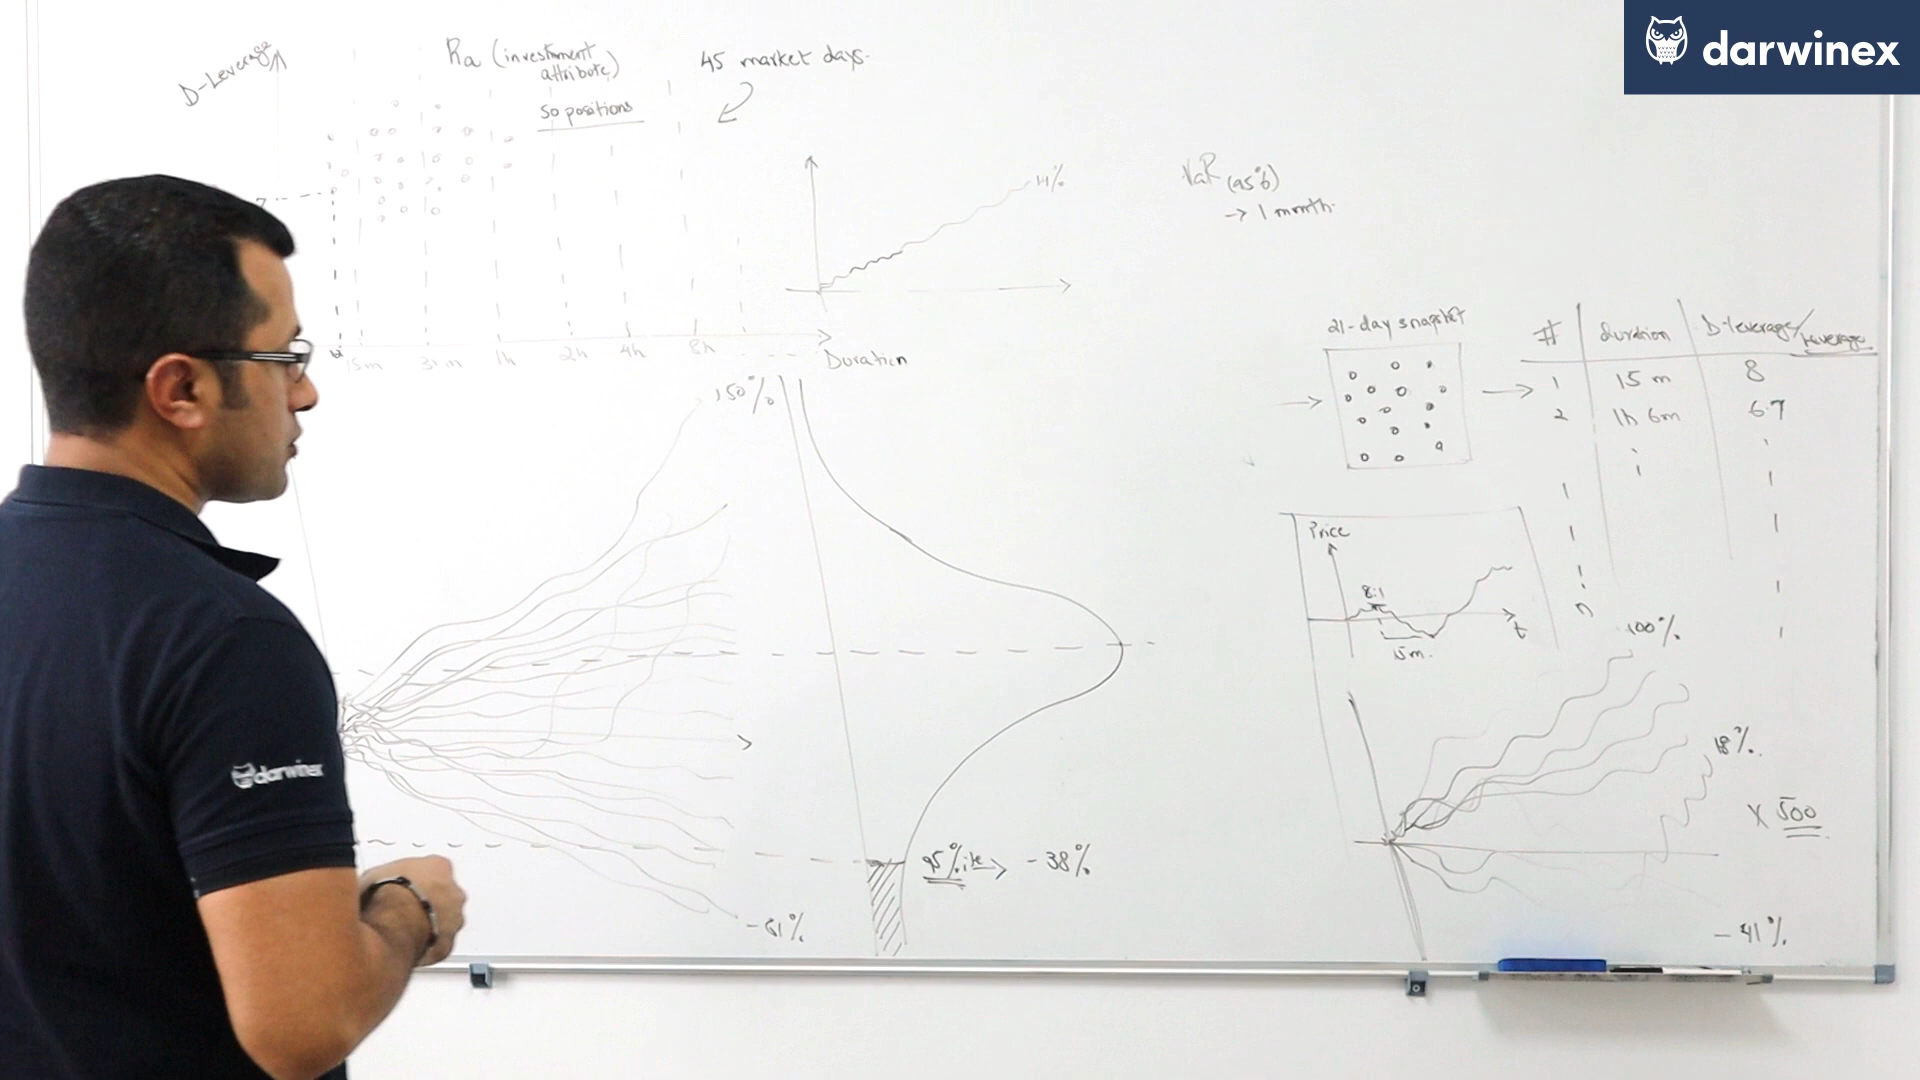 darwinex
D-Leverage
Ra (investment
attribute)
50 positions
45 market days.
14%
VaR (95%)
→ 1 month.
15m
1h
2h
4h
8h
Duration
21-day snapshot
# duration D-leverage/
Leverage
1 15 m 8
2 1h 6m 6.7
n
Price
8:1
15m.
t
150%
-61%
95%ile → -38%
100%
18%.
x 500
-41%
darwinex